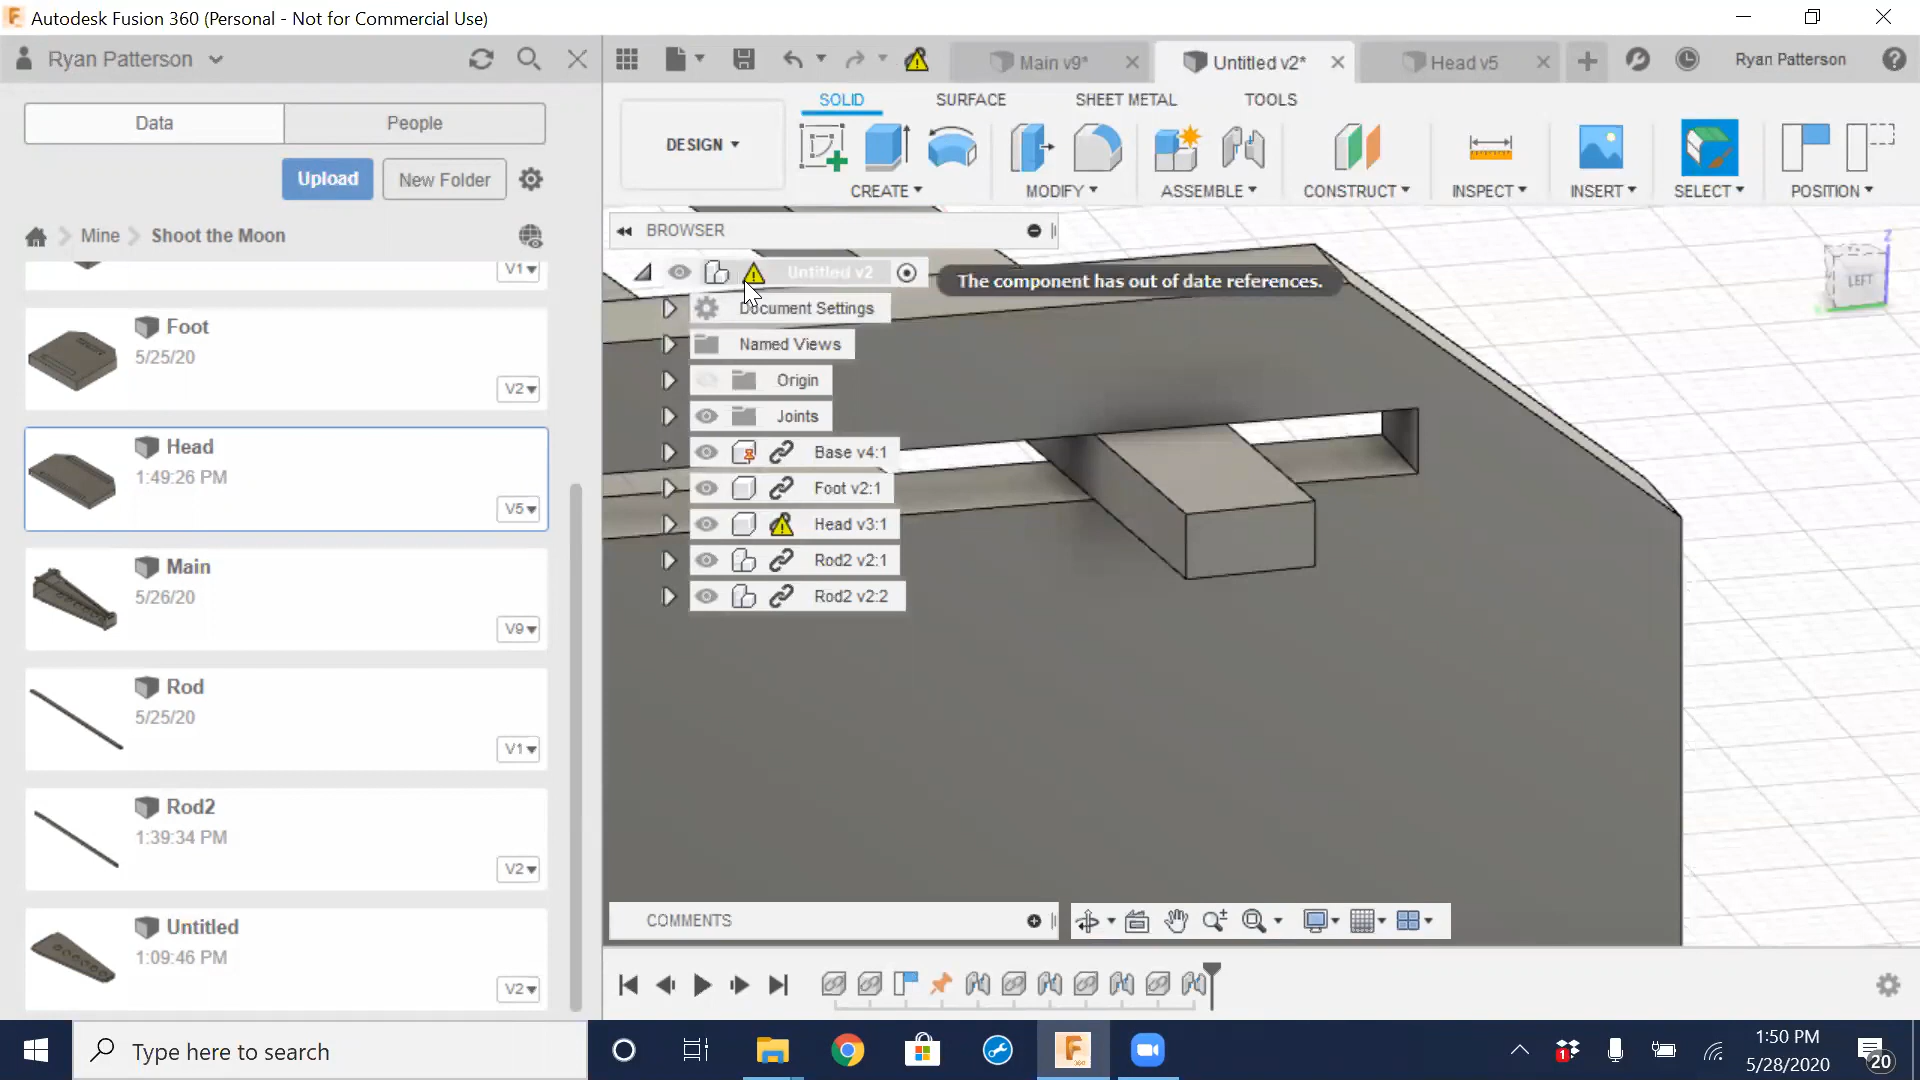 Autodesk Fusion 360 (Personal - Not for Commercial Use)
Ryan Patterson
Main v9*
Untitled v2*
Head v5
Ryan Patterson
Data
People
SOLID
SURFACE
SHEET METAL
TOOLS
DESIGN
Upload
New Folder
CREATE
MODIFY
ASSEMBLE
CONSTRUCT
INSPECT
INSERT
SELECT
POSITION
Mine
Shoot the Moon
BROWSER
V1
Untitled v2
The component has out of date references.
LEFT
Z
Document Settings
Named Views
Origin
Joints
Base v4:1
Foot v2:1
Head v3:1
Rod2 v2:1
Rod2 v2:2
Foot
5/25/20
V2
Head
1:49:26 PM
V5
Main
5/26/20
V9
Rod
5/25/20
V1
Rod2
1:39:34 PM
V2
Untitled
1:09:46 PM
V2
COMMENTS
Type here to search
1:50 PM
5/28/2020
1
20